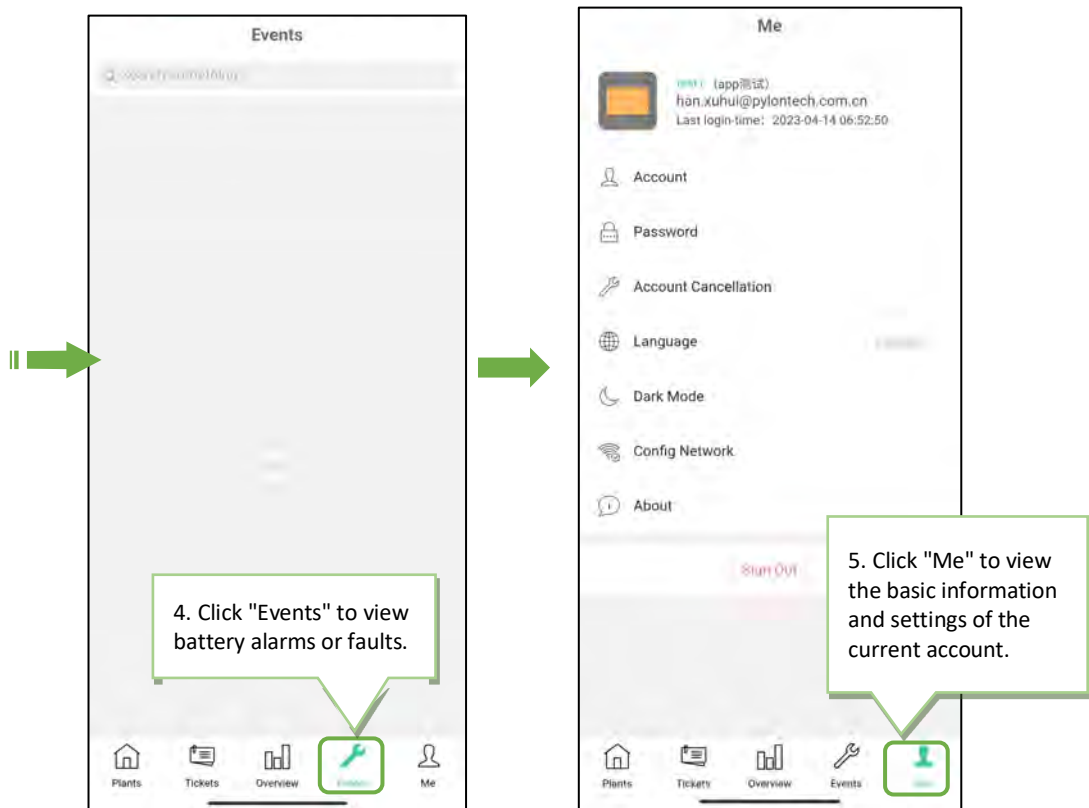 Events
4. Click "Events" to view
battery alarms or faults.
Plants
Tickets
Overview
Me
Me
(app测试)
han.xuhui@pylontech.com.cn
Last login-time: 2023-04-14 06:52:50
Account
Password
Account Cancellation
Language
Dark Mode
Config Network
About
Sign Out
5. Click "Me" to view
the basic information
and settings of the
current account.
Plants
Tickets
Overview
Events